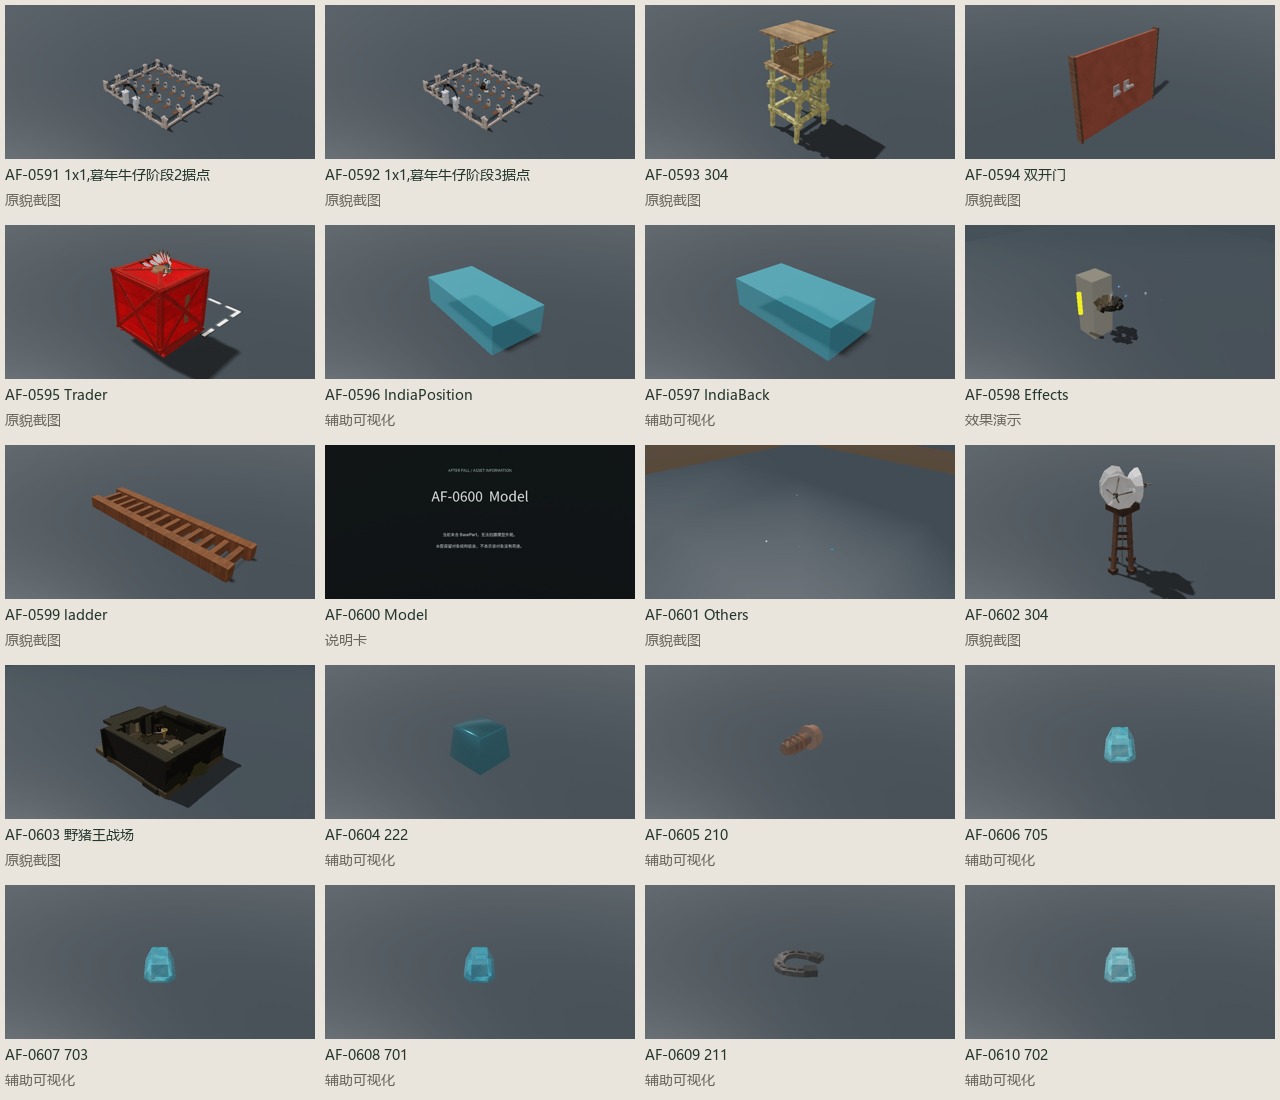 AF-0591 1x1,暮年牛仔阶段2据点
原貌截图
AF-0592 1x1,暮年牛仔阶段3据点
原貌截图
AF-0593 304
原貌截图
AF-0594 双开门
原貌截图
AF-0595 Trader
原貌截图
AF-0596 IndiaPosition
辅助可视化
AF-0597 IndiaBack
辅助可视化
AF-0598 Effects
效果演示
AF-0599 ladder
原貌截图
AFTER FALL / ASSET INFORMATION
AF-0600 Model
AF-0600 Model
说明卡
AF-0601 Others
原貌截图
AF-0602 304
原貌截图
AF-0603 野猪王战场
原貌截图
AF-0604 222
辅助可视化
AF-0605 210
辅助可视化
AF-0606 705
辅助可视化
AF-0607 703
辅助可视化
AF-0608 701
辅助可视化
AF-0609 211
辅助可视化
AF-0610 702
辅助可视化